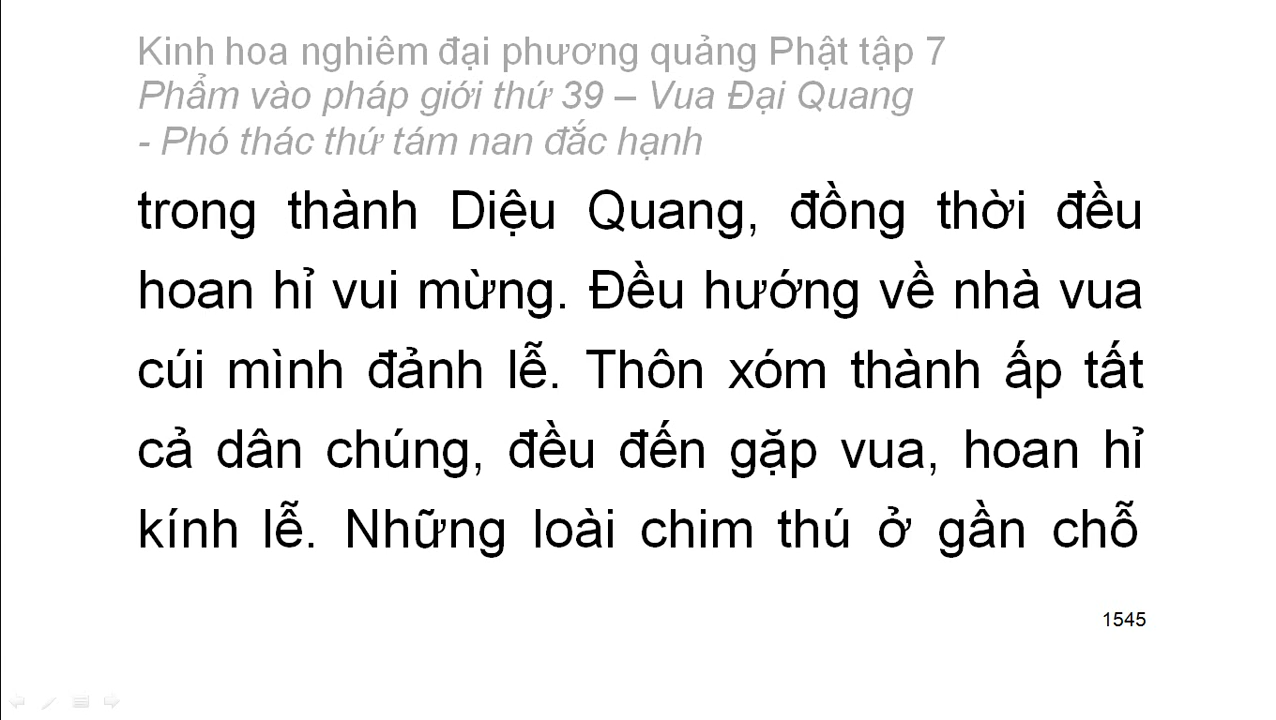 Kinh hoa nghiêm đại phương quảng Phật tập 7
Phẩm vào pháp giới thứ 39 – Vua Đại Quang
- Phó thác thứ tám nan đắc hạnh
trong thành Diệu Quang, đồng thời đều
hoan hỉ vui mừng. Đều hướng về nhà vua
cúi mình đảnh lễ. Thôn xóm thành ấp tất
cả dân chúng, đều đến gặp vua, hoan hỉ
kính lễ. Những loài chim thú ở gần chỗ
1545